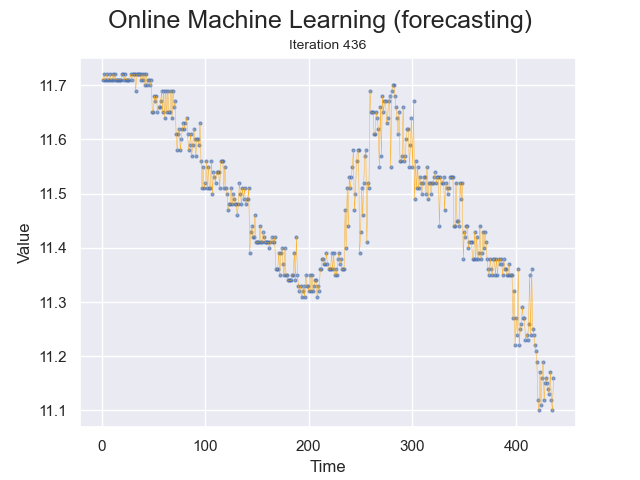 Online Machine Learning (forecasting)
Iteration 436
11.7
11.6
11.5
11.4
11.3
11.2
11.1
Value
0 100 200 300 400
Time